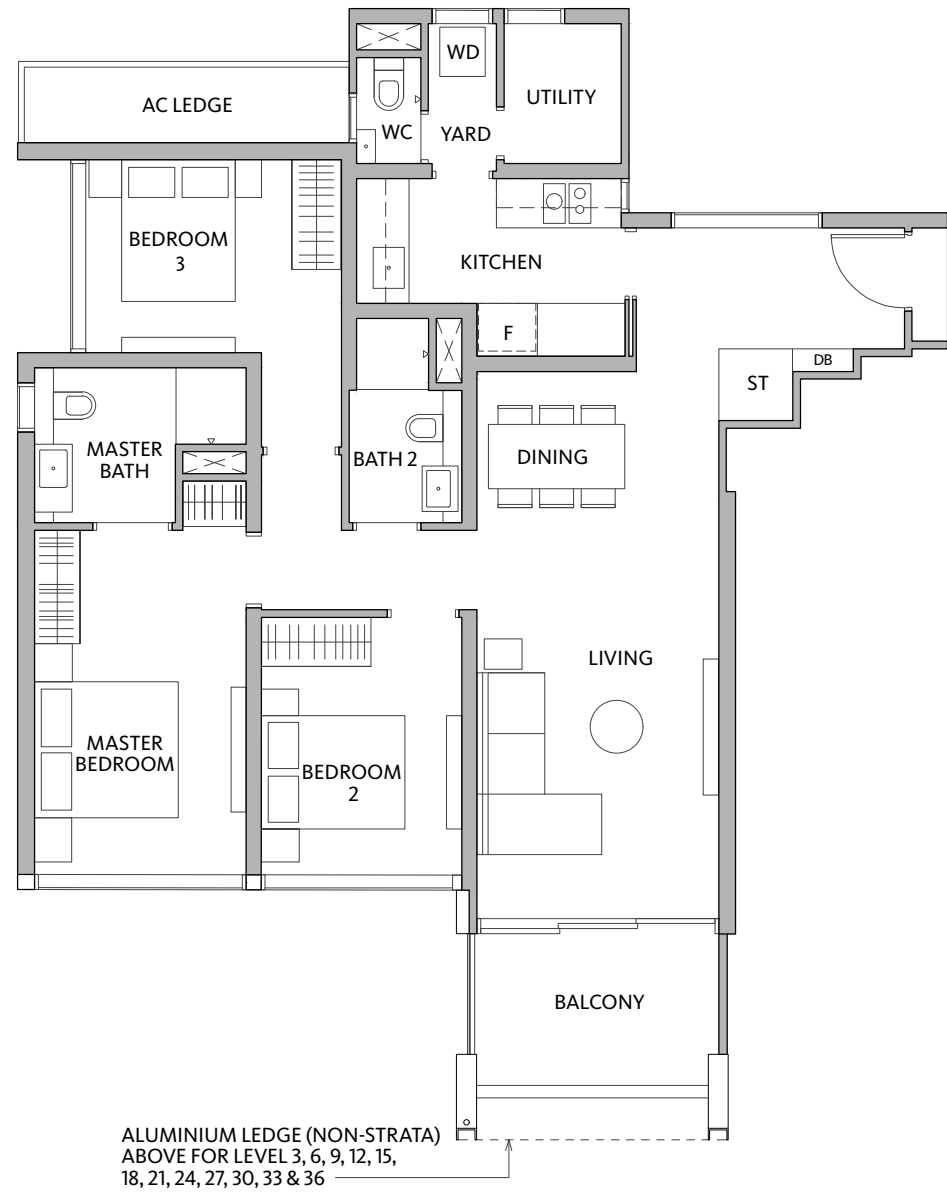 WD
UTILITY
AC LEDGE
WC
YARD
BEDROOM
3
KITCHEN
F
DB
ST
MASTER
BATH
BATH 2
DINING
LIVING
MASTER
BEDROOM
BEDROOM
2
BALCONY
ALUMINIUM LEDGE (NON-STRATA)
ABOVE FOR LEVEL 3, 6, 9, 12, 15,
18, 21, 24, 27, 30, 33 & 36